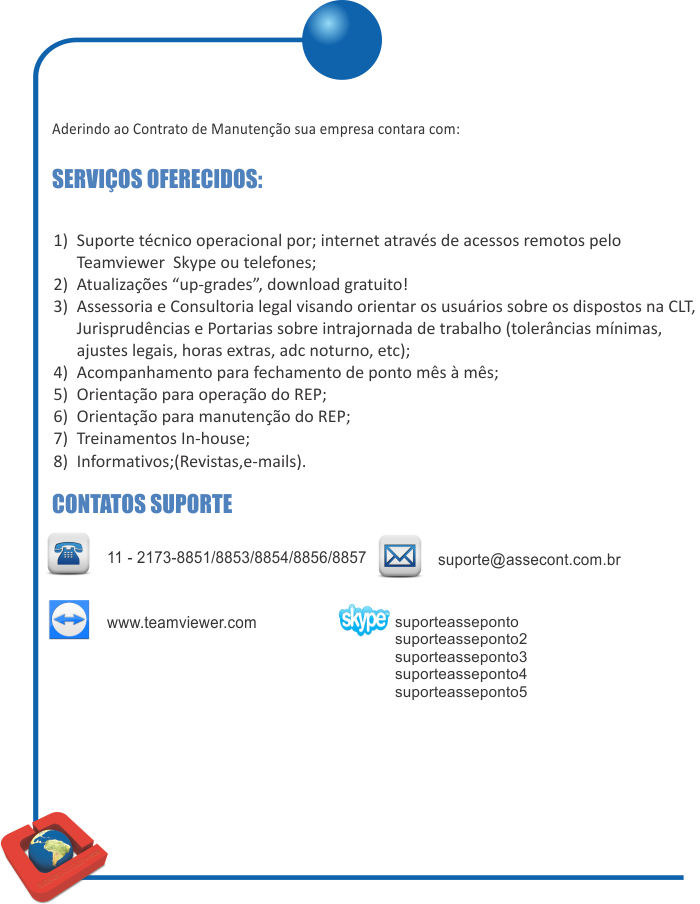 Aderindo ao Contrato de Manutenção sua empresa contara com:
SERVIÇOS OFERECIDOS:
1) Suporte técnico operacional por; internet através de acessos remotos pelo
Teamviewer Skype ou telefones;
2) Atualizações “up-grades”, download gratuito!
3) Assessoria e Consultoria legal visando orientar os usuários sobre os dispostos na CLT,
Jurisprudências e Portarias sobre intrajornada de trabalho (tolerâncias mínimas,
ajustes legais, horas extras, adc noturno, etc);
4) Acompanhamento para fechamento de ponto mês à mês;
5) Orientação para operação do REP;
6) Orientação para manutenção do REP;
7) Treinamentos In-house;
8) Informativos;(Revistas,e-mails).
CONTATOS SUPORTE
11 - 2173-8851/8853/8854/8856/8857
suporte@assecont.com.br
www.teamviewer.com
skype
suporteasseponto
suporteasseponto2
suporteasseponto3
suporteasseponto4
suporteasseponto5